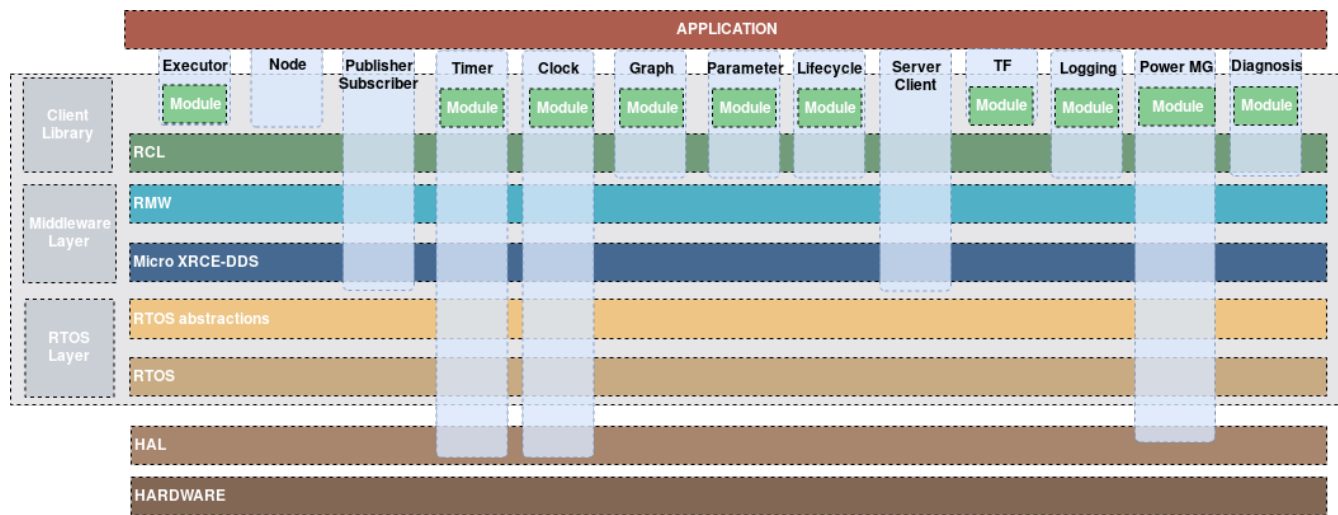 APPLICATION
Executor
Node
Publisher
Subscriber
Timer
Clock
Graph
Parameter
Lifecycle
Server
Client
TF
Logging
Power MG
Diagnosis
Module
Module
Module
Module
Module
Module
Module
Module
Module
Module
Client
Library
RCL
Middleware
Layer
RMW
Micro XRCE-DDS
RTOS
Layer
RTOS abstractions
RTOS
HAL
HARDWARE